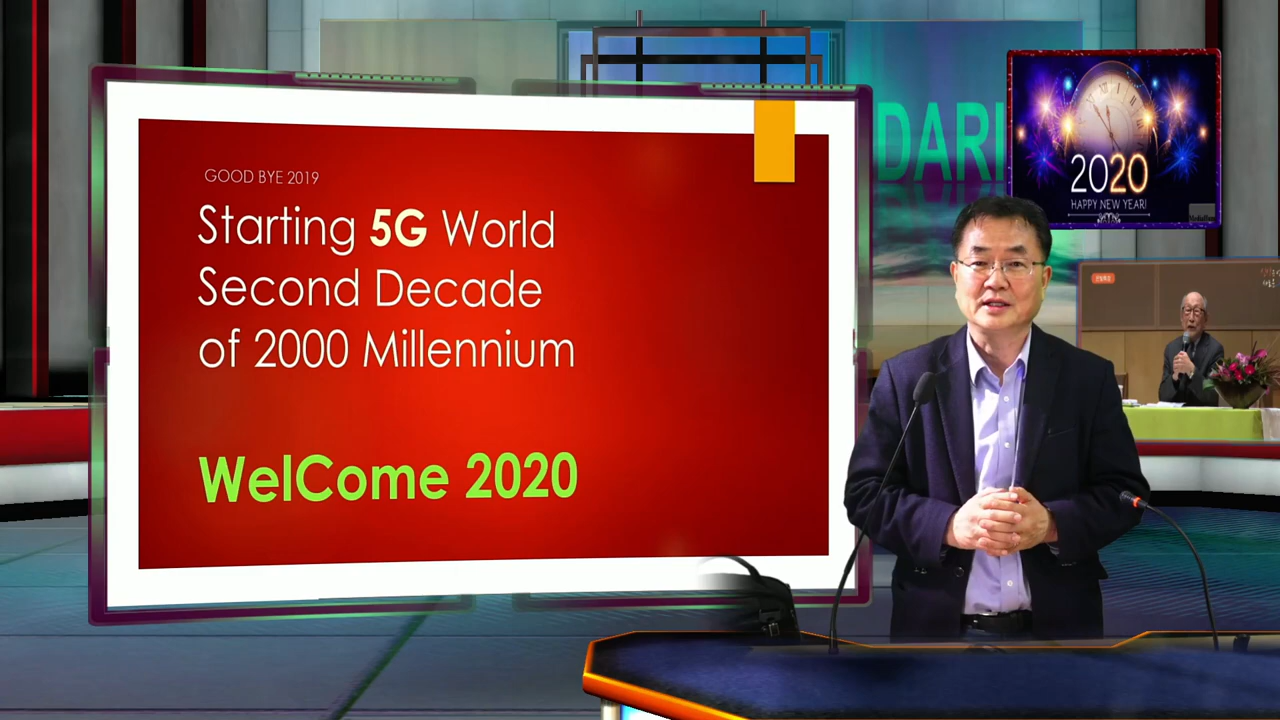 GOOD BYE 2019
Starting 5G World
Second Decade
of 2000 Millennium
WelCome 2020
DARI
2020
HAPPY NEW YEAR!